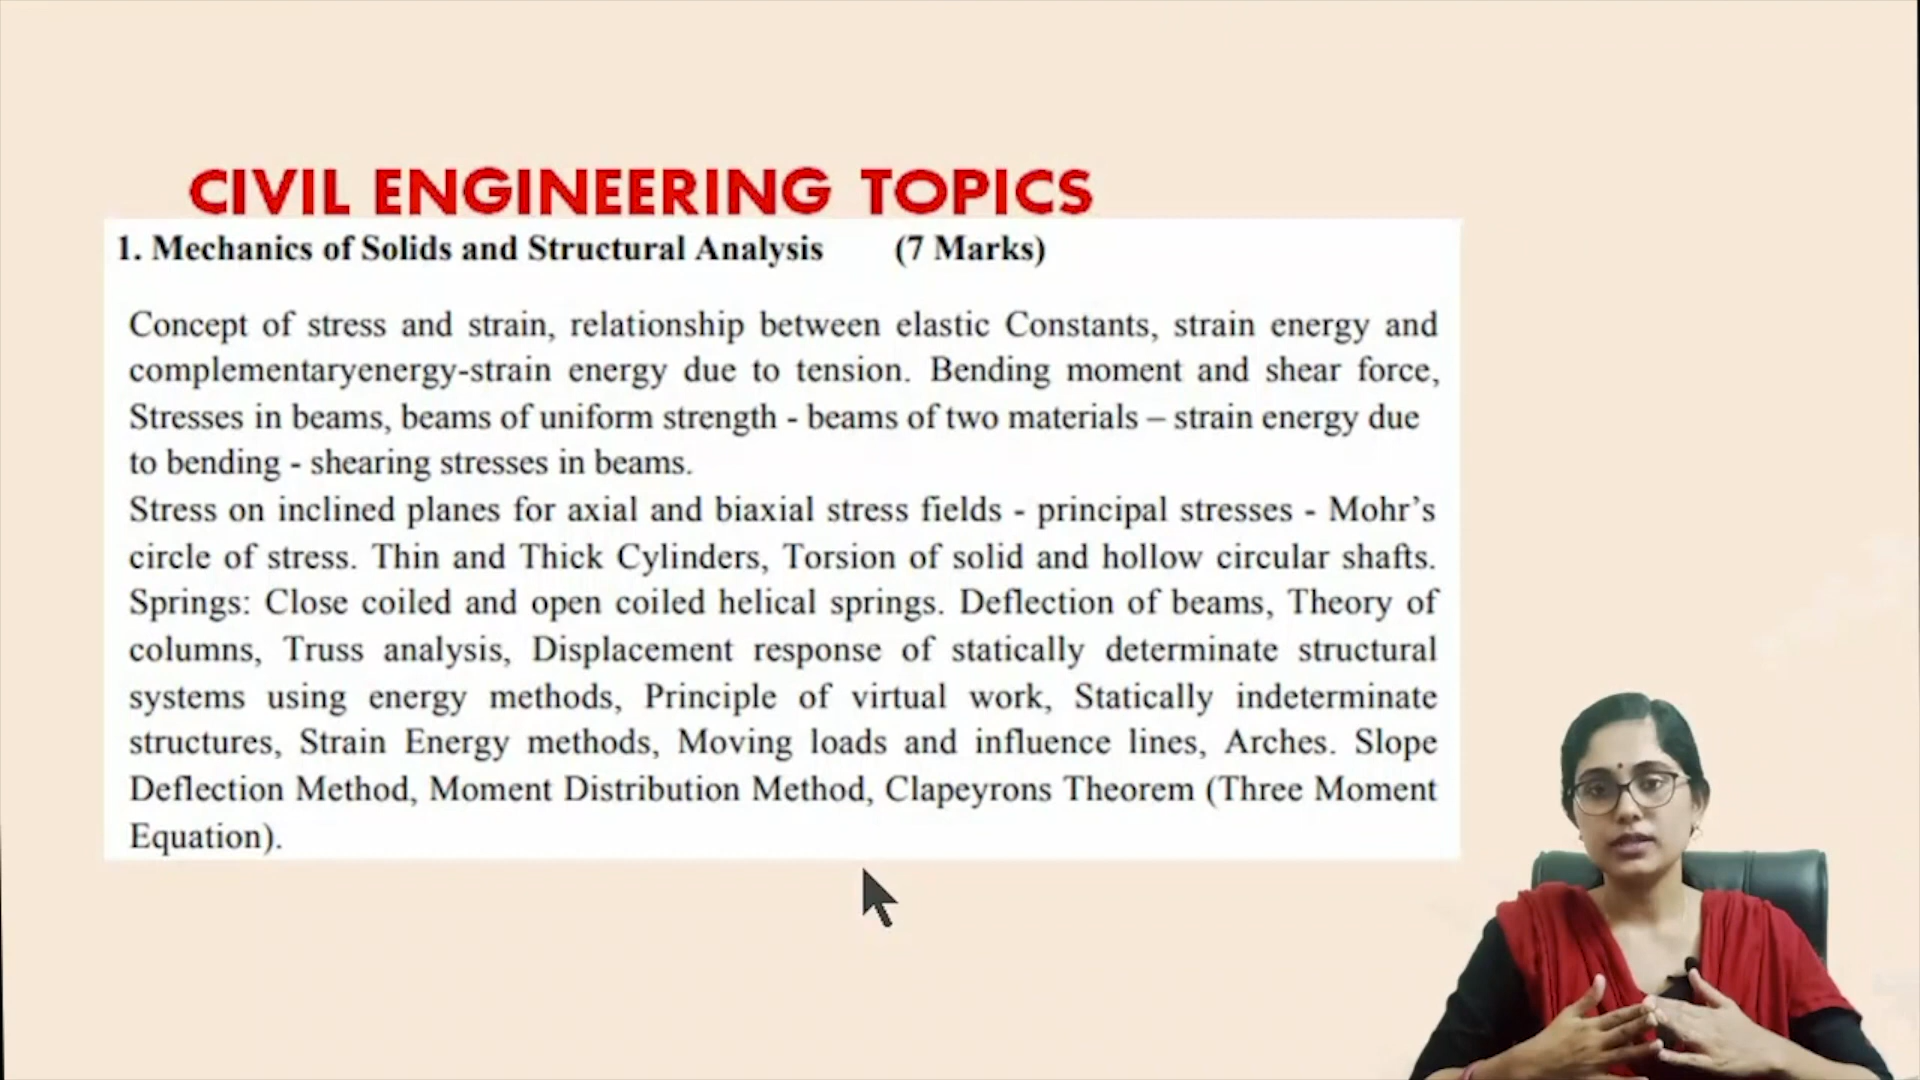 CIVIL ENGINEERING TOPICS
1. Mechanics of Solids and Structural Analysis (7 Marks)
Concept of stress and strain, relationship between elastic Constants, strain energy and
complementaryenergy-strain energy due to tension. Bending moment and shear force,
Stresses in beams, beams of uniform strength - beams of two materials – strain energy due
to bending - shearing stresses in beams.
Stress on inclined planes for axial and biaxial stress fields - principal stresses - Mohr’s
circle of stress. Thin and Thick Cylinders, Torsion of solid and hollow circular shafts.
Springs: Close coiled and open coiled helical springs. Deflection of beams, Theory of
columns, Truss analysis, Displacement response of statically determinate structural
systems using energy methods, Principle of virtual work, Statically indeterminate
structures, Strain Energy methods, Moving loads and influence lines, Arches. Slope
Deflection Method, Moment Distribution Method, Clapeyrons Theorem (Three Moment
Equation).